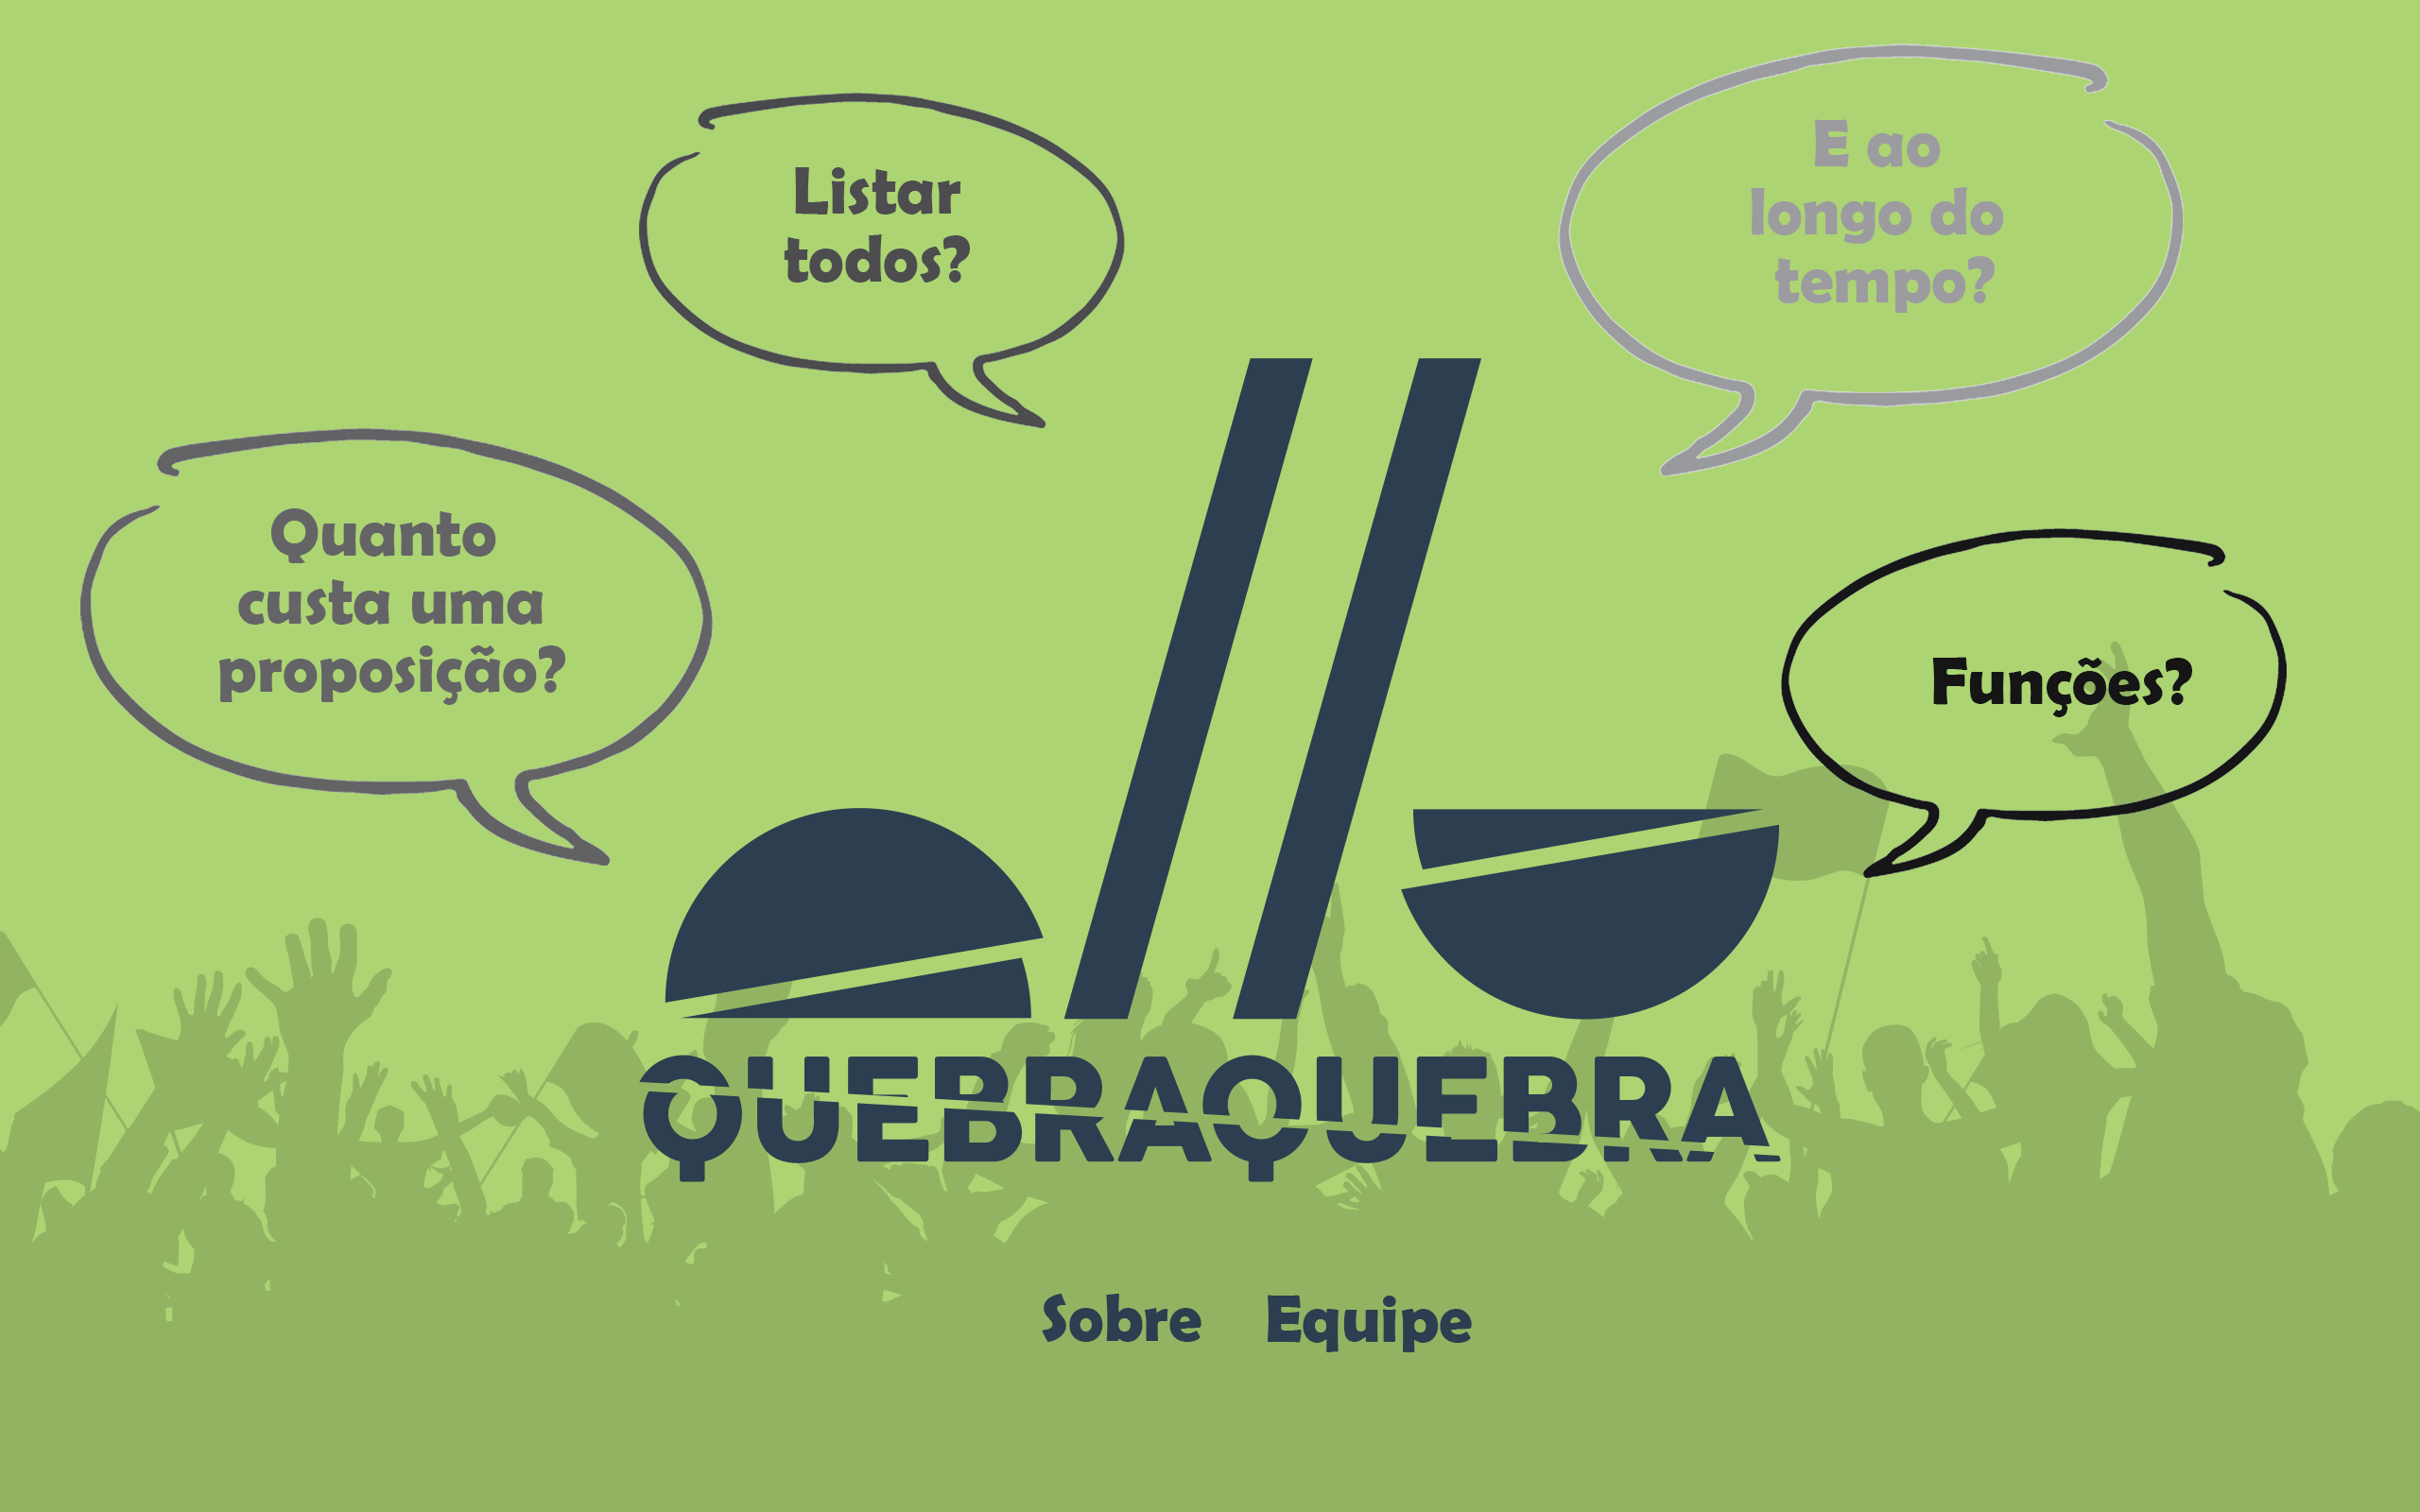 Listar
todos?
E ao
longo do
tempo?
Quanto
custa uma
proposição?
Funções?
QUEBRAQUEBRA
Sobre Equipe